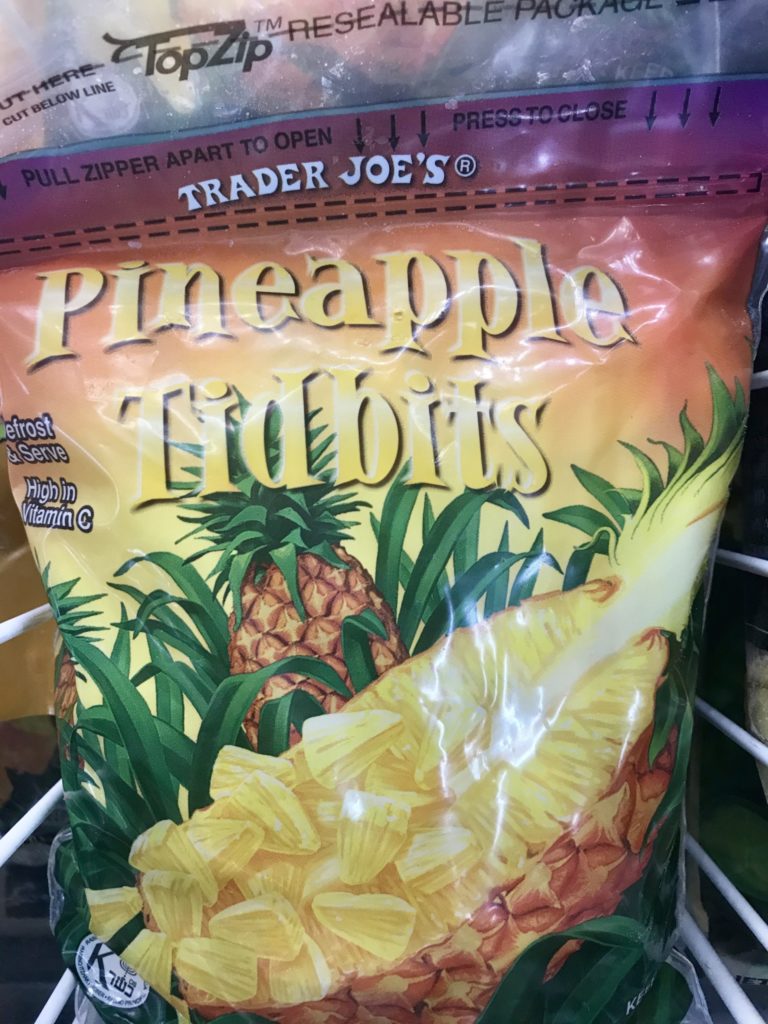 TopZip™ RESEALABLE PACKAGE
CUT BELOW LINE
PULL ZIPPER APART TO OPEN
PRESS TO CLOSE
TRADER JOE'S®
Pineapple
Tidbits
efrost
& Serve
High in
Vitamin C
K